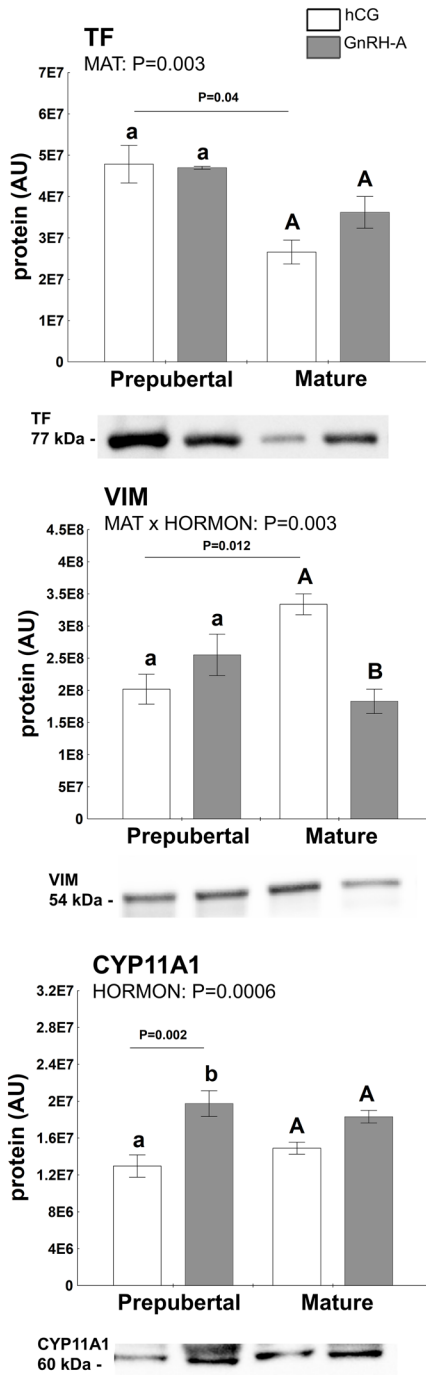 hCG
GnRH-A
TF
MAT: P=0.003
7E7
P=0.04
a
a
A
A
5E7
4E7
3E7
1E7
0
protein (AU)
Prepubertal
Mature
TF
77 kDa -
VIM
MAT x HORMON: P=0.003
4.5E8
P=0.012
4E8
3.5E8
3E8
2.5E8
2E8
1.5E8
1E8
5E7
0
a
a
A
B
protein (AU)
Prepubertal
Mature
VIM
54 kDa -
CYP11A1
HORMON: P=0.0006
3.2E7
2.8E7
2.4E7
2E7
1.6E7
1.2E7
8E6
4E6
0
P=0.002
a
b
A
A
protein (AU)
Prepubertal
Mature
CYP11A1
60 kDa -